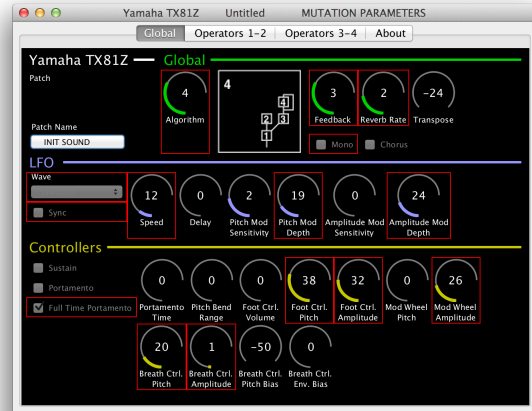 Yamaha TX81Z Untitled MUTATION PARAMETERS
Global Operators 1-2 Operators 3-4 About
Yamaha TX81Z Global
Patch
4
Algorithm
4
4
2 3
1
3
Feedback
2
Reverb Rate
-24
Transpose
Mono
Chorus
Patch Name
INIT SOUND
LFO
Wave
Sync
12
Speed
0
Delay
2
Pitch Mod
Sensitivity
19
Pitch Mod
Depth
0
Amplitude Mod
Sensitivity
24
Amplitude Mod
Depth
Controllers
Sustain
Portamento
Full Time Portamento
0
Portamento
Time
0
Pitch Bend
Range
0
Foot Ctrl.
Volume
38
Foot Ctrl.
Pitch
32
Foot Ctrl.
Amplitude
0
Mod Wheel
Pitch
26
Mod Wheel
Amplitude
20
Breath Ctrl.
Pitch
1
Breath Ctrl.
Amplitude
-50
Breath Ctrl.
Pitch Bias
0
Breath Ctrl.
Env. Bias